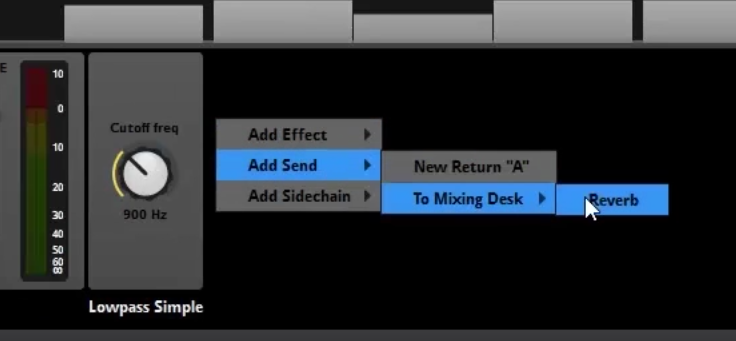 E
10
0
10
20
30
40
50
60
∞
Cutoff freq
900 Hz
Lowpass Simple
Add Effect
Add Send
Add Sidechain
New Return "A"
To Mixing Desk
Reverb